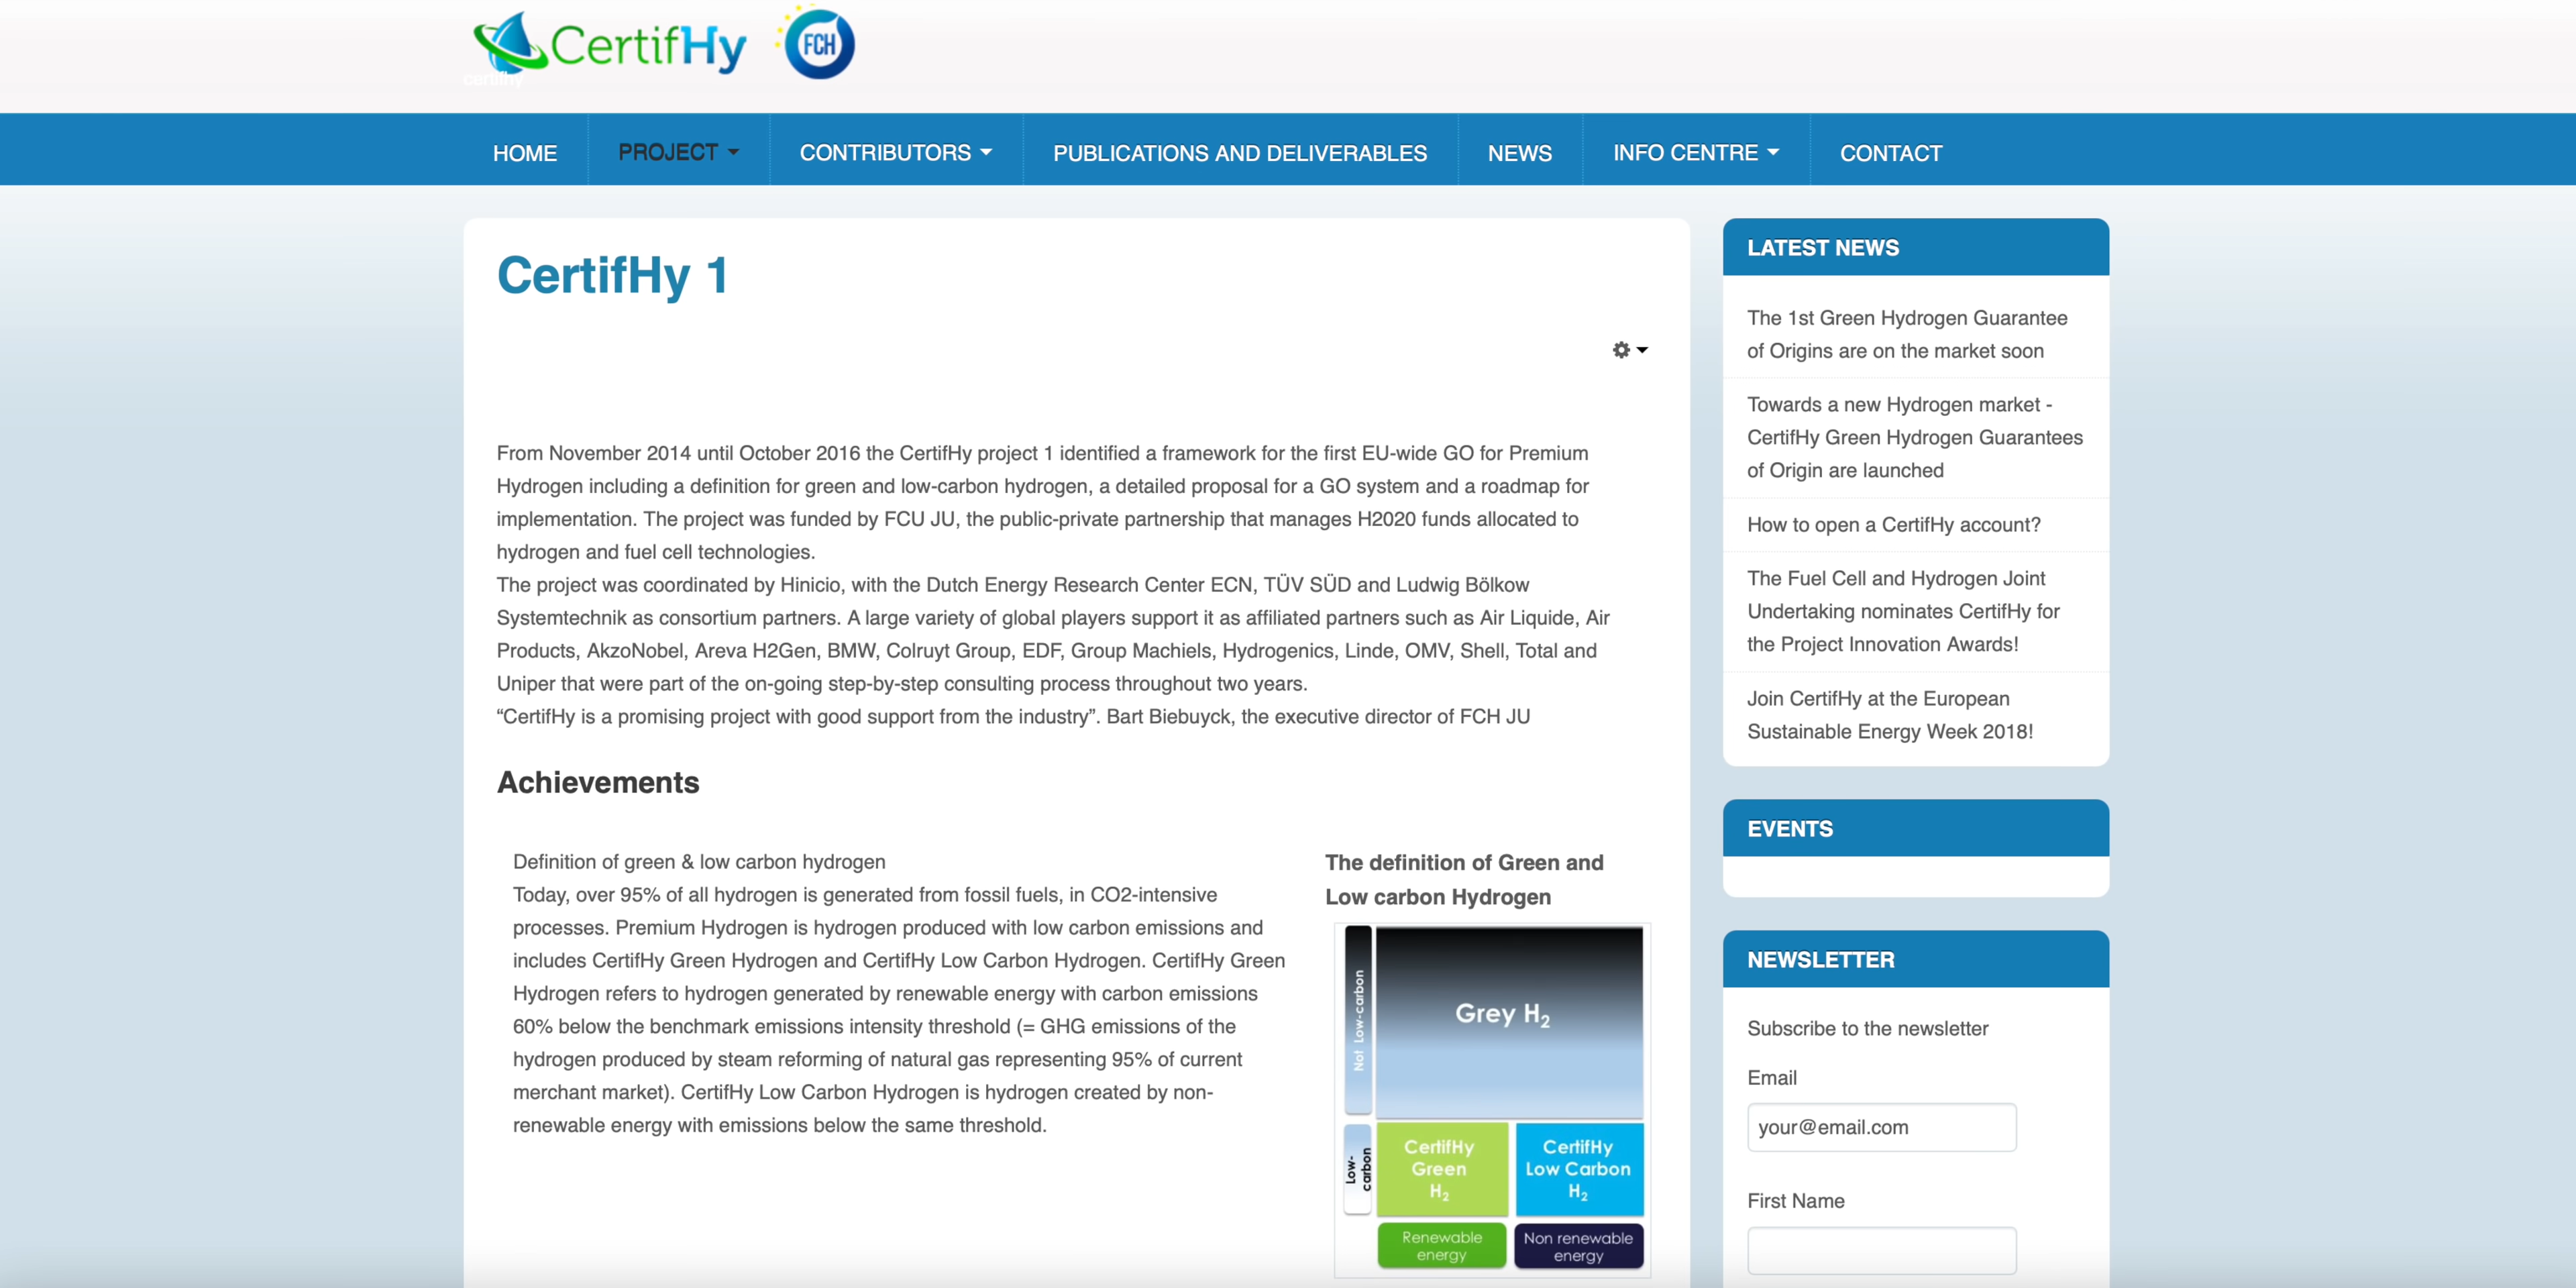 CertifHy
FCH
certifhy
HOME
PROJECT
CONTRIBUTORS
PUBLICATIONS AND DELIVERABLES
NEWS
INFO CENTRE
CONTACT
CertifHy 1
From November 2014 until October 2016 the CertifHy project 1 identified a framework for the first EU-wide GO for Premium
Hydrogen including a definition for green and low-carbon hydrogen, a detailed proposal for a GO system and a roadmap for
implementation. The project was funded by FCU JU, the public-private partnership that manages H2020 funds allocated to
hydrogen and fuel cell technologies.
The project was coordinated by Hinicio, with the Dutch Energy Research Center ECN, TÜV SÜD and Ludwig Bölkow
Systemtechnik as consortium partners. A large variety of global players support it as affiliated partners such as Air Liquide, Air
Products, AkzoNobel, Areva H2Gen, BMW, Colruyt Group, EDF, Group Machiels, Hydrogenics, Linde, OMV, Shell, Total and
Uniper that were part of the on-going step-by-step consulting process throughout two years.
“CertifHy is a promising project with good support from the industry”. Bart Biebuyck, the executive director of FCH JU
Achievements
Definition of green & low carbon hydrogen
Today, over 95% of all hydrogen is generated from fossil fuels, in CO2-intensive
processes. Premium Hydrogen is hydrogen produced with low carbon emissions and
includes CertifHy Green Hydrogen and CertifHy Low Carbon Hydrogen. CertifHy Green
Hydrogen refers to hydrogen generated by renewable energy with carbon emissions
60% below the benchmark emissions intensity threshold (= GHG emissions of the
hydrogen produced by steam reforming of natural gas representing 95% of current
merchant market). CertifHy Low Carbon Hydrogen is hydrogen created by non-
renewable energy with emissions below the same threshold.
The definition of Green and
Low carbon Hydrogen
Not Low-carbon
Grey H₂
Low-
carbon
CertifHy
Green
H₂
CertifHy
Low Carbon
H₂
Renewable
energy
Non renewable
energy
LATEST NEWS
The 1st Green Hydrogen Guarantee
of Origins are on the market soon
Towards a new Hydrogen market -
CertifHy Green Hydrogen Guarantees
of Origin are launched
How to open a CertifHy account?
The Fuel Cell and Hydrogen Joint
Undertaking nominates CertifHy for
the Project Innovation Awards!
Join CertifHy at the European
Sustainable Energy Week 2018!
EVENTS
NEWSLETTER
Subscribe to the newsletter
Email
your@email.com
First Name